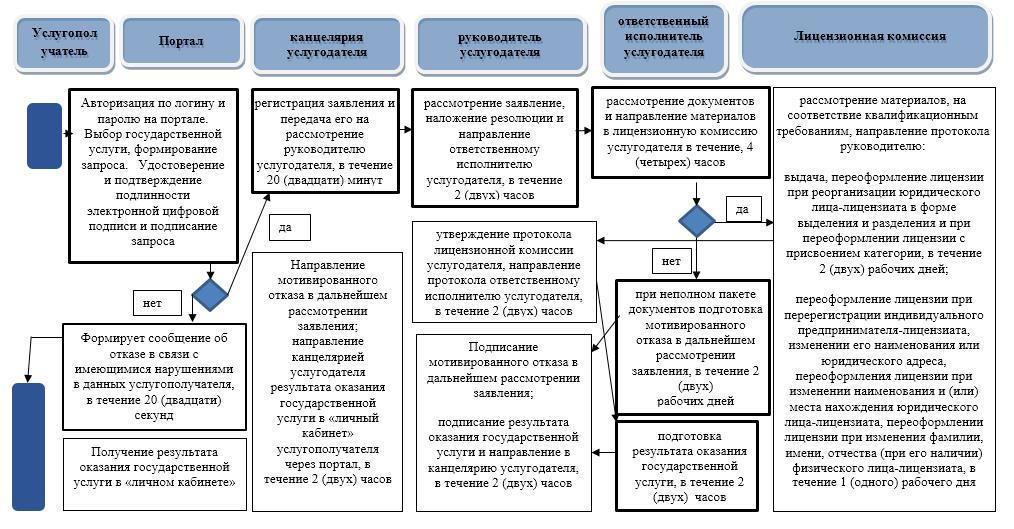 Услугопол
учатель
Портал
канцелярия
услугодателя
руководитель
услугодателя
ответственный
исполнитель
услугодателя
Лицензионная комиссия
Авторизация по логину и
паролю на портале.
Выбор государственной
услуги, формирование
запроса. Удостоверение
и подтверждение
подлинности
электронной цифровой
подписи и подписание
запроса
регистрация заявления и
передача его на
рассмотрение
руководителю
услугодателя, в течение
20 (двадцати) минут
рассмотрение заявление,
наложение резолюции и
направление
ответственному
исполнителю
услугодателя, в течение
2 (двух) часов
рассмотрение документов
и направление материалов
в лицензионную комиссию
услугодателя в течение, 4
(четырех) часов
рассмотрение материалов, на
соответствие квалификационным
требованиям, направление протокола
руководителю:
выдача, переоформление лицензии
при реорганизации юридического
лица-лицензиата в форме
выделения и разделения и при
переоформлении лицензии с
присвоением категории, в течение
2 (двух) рабочих дней;
переоформление лицензии при
перерегистрации индивидуального
предпринимателя-лицензиата,
изменении его наименования или
юридического адреса,
переоформления лицензии при
изменении наименования и (или)
места нахождения юридического
лица-лицензиата, переоформлении
лицензии при изменения фамилии,
имени, отчества (при его наличии)
физического лица-лицензиата, в
течение 1 (одного) рабочего дня
да
нет
да
нет
Формирует сообщение об
отказе в связи с
имеющимися нарушениями
в данных услугополучателя,
в течение 20 (двадцати)
секунд
Получение результата
оказания государственной
услуги в «личном кабинете»
Направление
мотивированного
отказа в дальнейшем
рассмотрении
заявления;
направление
канцелярией
услугодателя
результата оказания
государственной
услуги в «личный
кабинет»
услугополучателя
через портал, в
течение 2 (двух) часов
утверждение протокола
лицензионной комиссии
услугодателя, направление
протокола ответственному
исполнителю услугодателя,
в течение 2 (двух) часов
Подписание
мотивированного отказа в
дальнейшем рассмотрении
заявления;
подписание результата
оказания государственной
услуги и направление в
канцелярию услугодателя,
в течение 2 (двух) часов
при неполном пакете
документов подготовка
мотивированного
отказа в дальнейшем
рассмотрении
заявления, в течение 2
(двух)
рабочих дней
подготовка
результата оказания
государственной
услуги, в течение 2
(двух) часов